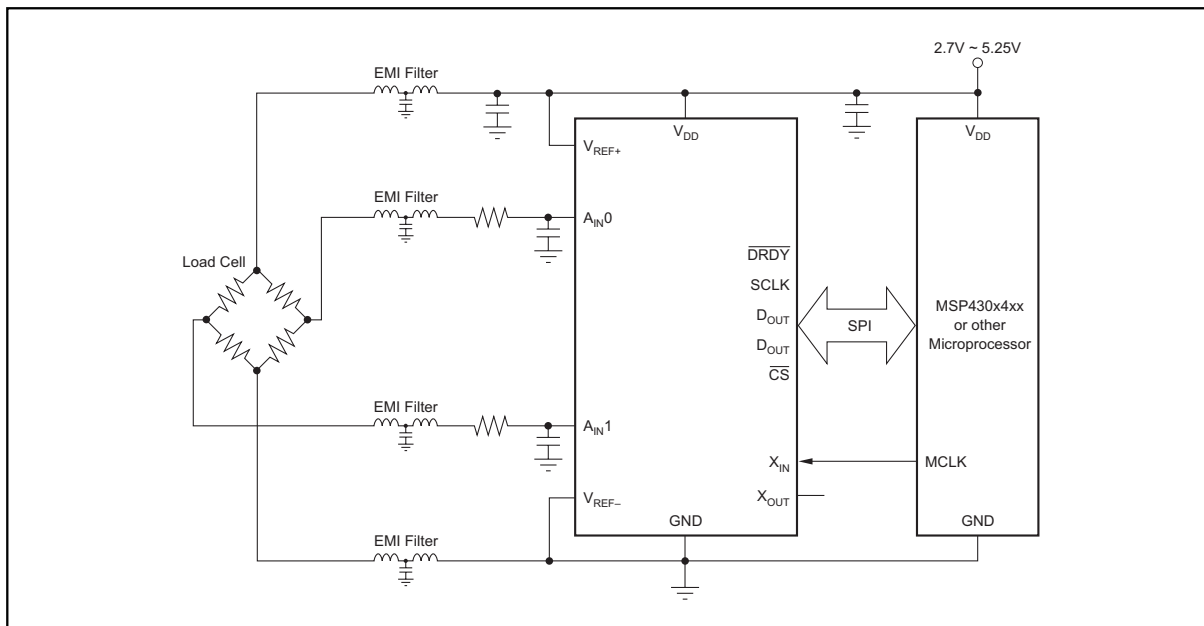 2.7V ~ 5.25V
EMI Filter
VDD
VDD
VREF+
EMI Filter
AIN0
DRDY
Load Cell
SCLK
MSP430x4xx
or other
Microprocessor
DOUT
SPI
DOUT
CS
EMI Filter
AIN1
XIN
MCLK
VREF–
XOUT
GND
GND
EMI Filter